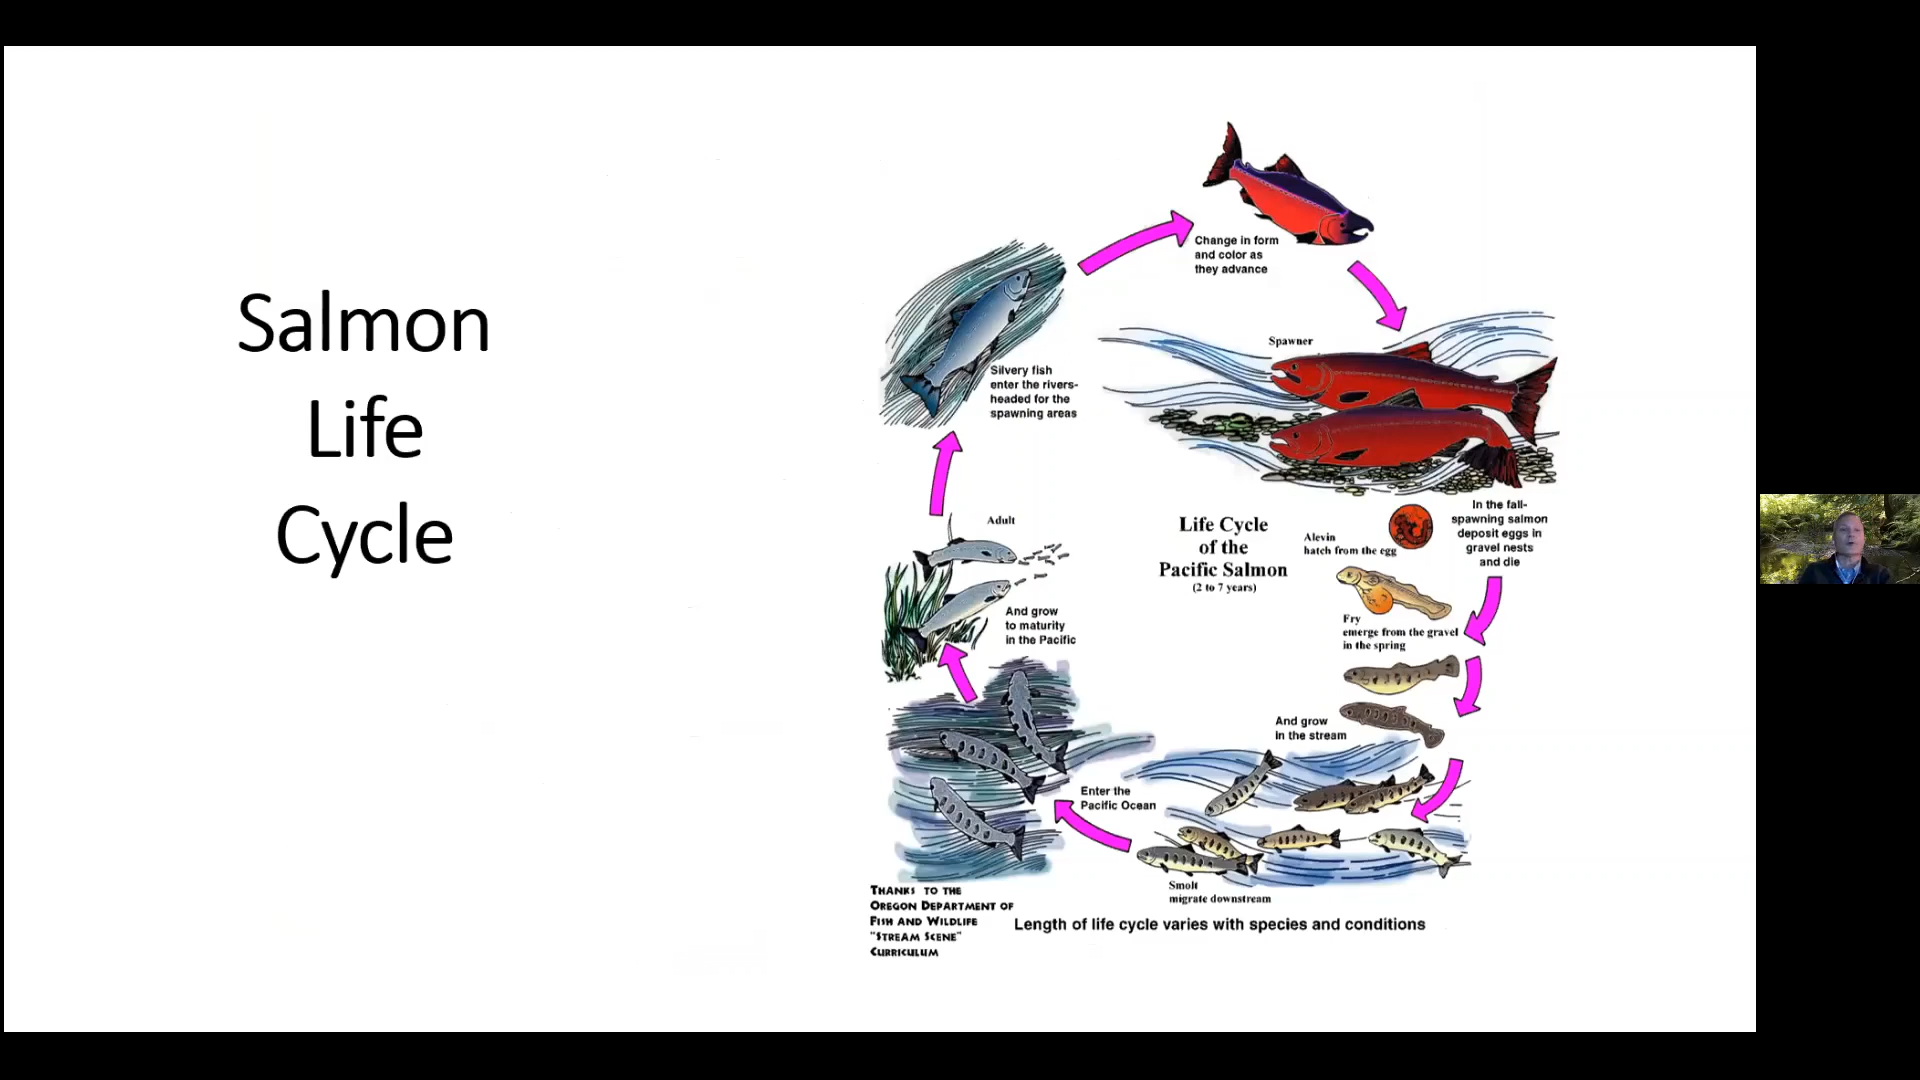 Salmon
Life
Cycle
Change in form
and color as
they advance
Spawner
Silvery fish
enter the rivers-
headed for the
spawning areas
Adult
And grow
to maturity
in the Pacific
Life Cycle
of the
Pacific Salmon
(2 to 7 years)
In the fall-
spawning salmon
deposit eggs in
gravel nests
and die
Alevin
hatch from the egg
Fry
emerge from the gravel
in the spring
And grow
in the stream
Enter the
Pacific Ocean
Smolt
migrate downstream
THANKS TO THE
OREGON DEPARTMENT OF
FISH AND WILDLIFE
"STREAM SCENE"
CURRICULUM
Length of life cycle varies with species and conditions